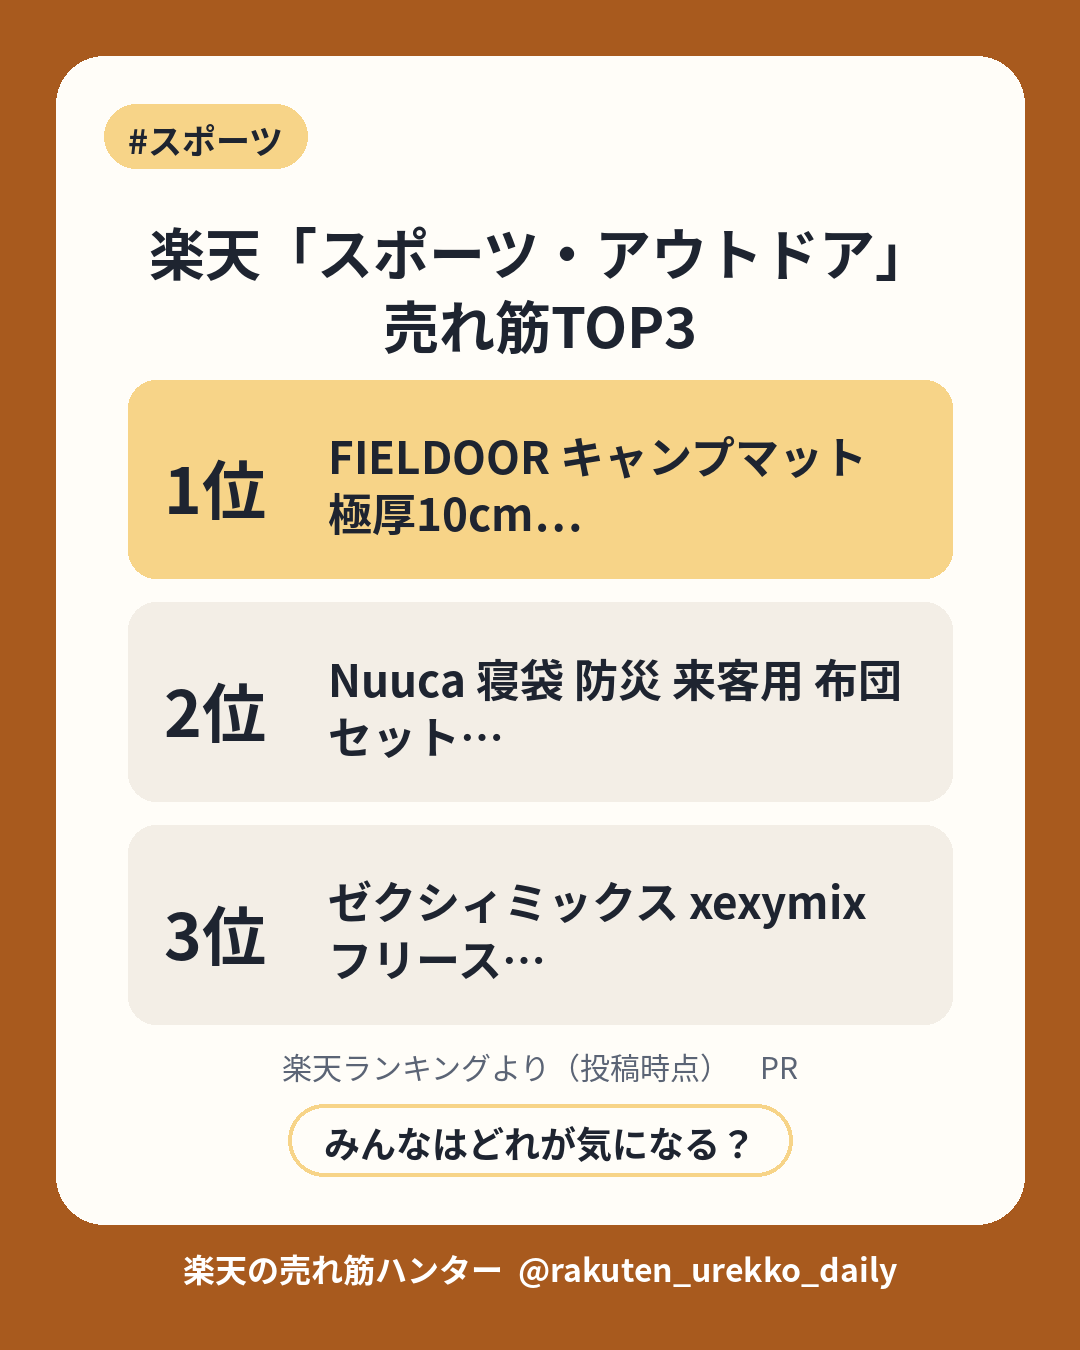 #スポーツ
楽天「スポーツ・アウトドア」
売れ筋TOP3
1位
FIELDOOR キャンプマット
極厚10cm…
2位
Nuuca 寝袋 防災 来客用 布団
セット…
3位
ゼクシィミックス xexymix
フリース…
楽天ランキングより（投稿時点）　PR
みんなはどれが気になる？
楽天の売れ筋ハンター @rakuten_urekko_daily